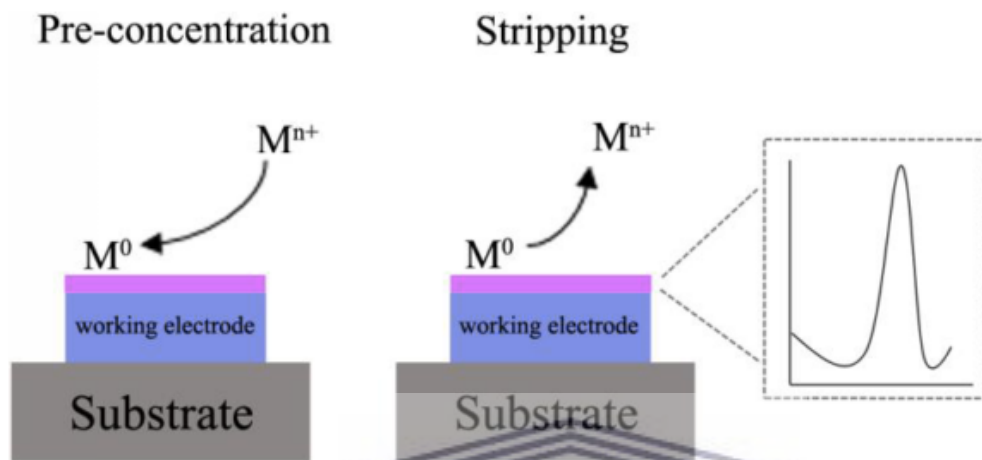 Pre-concentration
Stripping
Mⁿ⁺
M⁰
working electrode
Substrate
Mⁿ⁺
M⁰
working electrode
Substrate